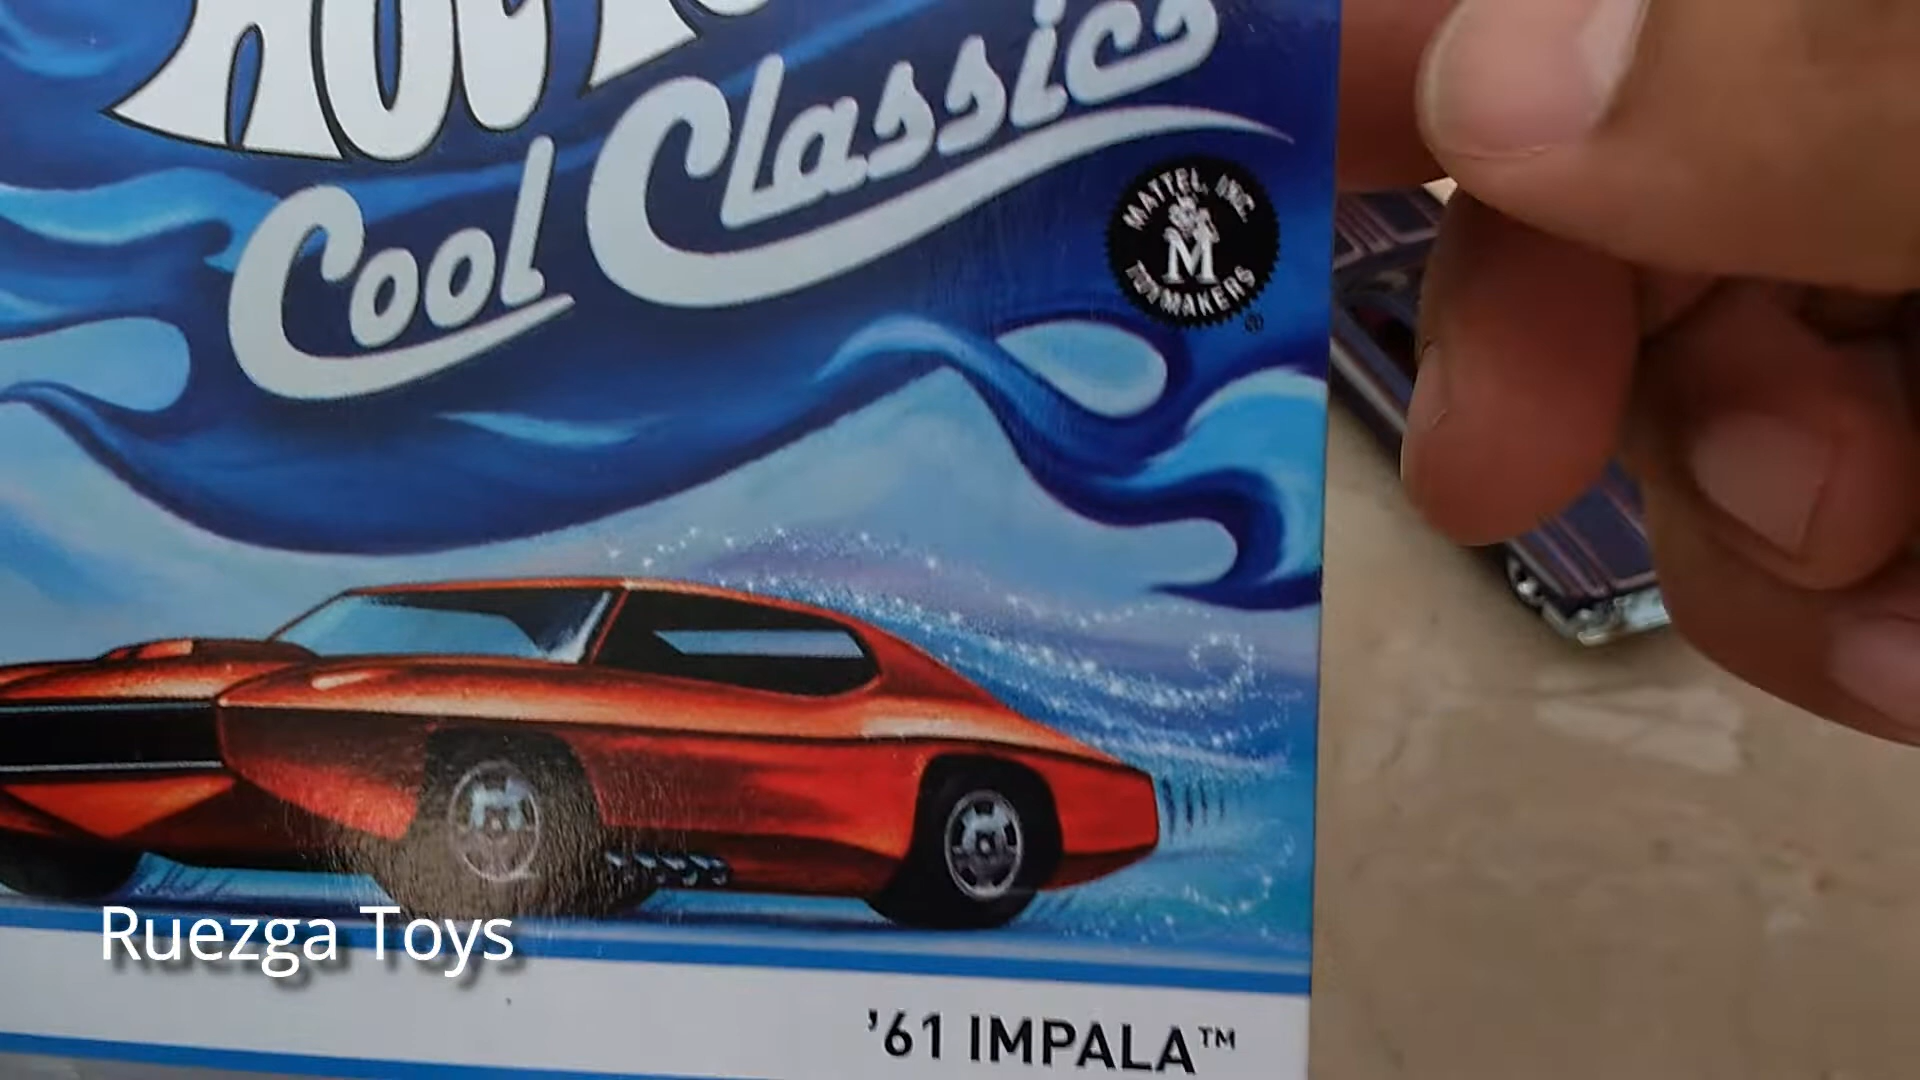 Cool Classics
MATTEL, INC.
M
TOYMAKERS
®
Ruezga Toys
'61 IMPALA™